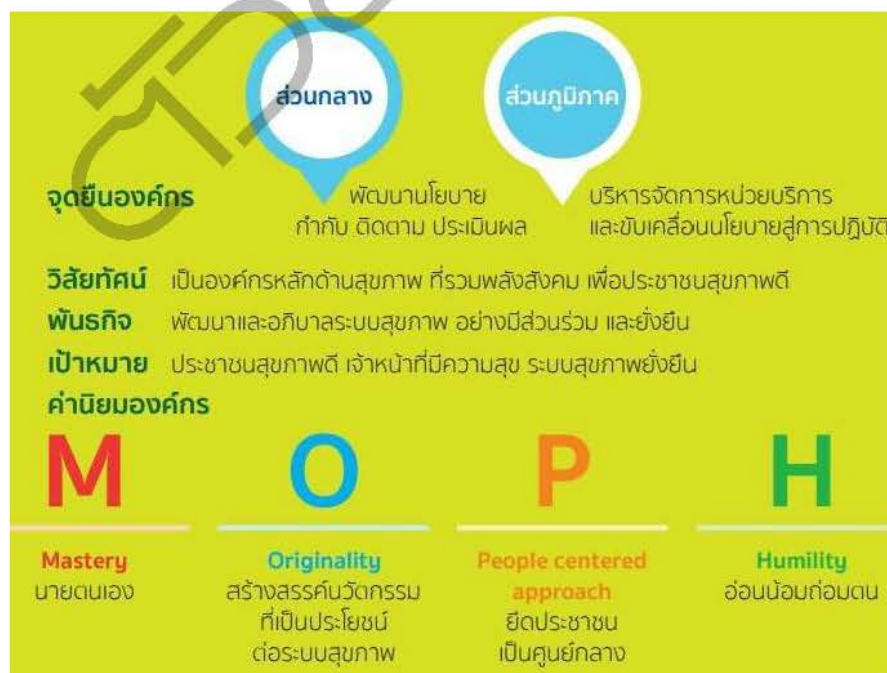 ส่วนกลาง
ส่วนภูมิภาค
จุดยืนองค์กร
พัฒนานโยบาย
กำกับ ติดตาม ประเมินผล
บริหารจัดการหน่วยบริการ
และขับเคลื่อนนโยบายสู่การปฏิบัติ
วิสัยทัศน์ เป็นองค์กรหลักด้านสุขภาพ ที่รวมพลังสังคม เพื่อประชาชนสุขภาพดี
พันธกิจ พัฒนาและอภิบาลระบบสุขภาพ อย่างมีส่วนร่วม และยั่งยืน
เป้าหมาย ประชาชนสุขภาพดี เจ้าหน้าที่มีความสุข ระบบสุขภาพยั่งยืน
ค่านิยมองค์กร
M O P H
Mastery
นายตนเอง
Originality
สร้างสรรค์นวัตกรรม
ที่เป็นประโยชน์
ต่อระบบสุขภาพ
People centered
approach
ยึดประชาชน
เป็นศูนย์กลาง
Humility
อ่อนน้อมถ่อมตน